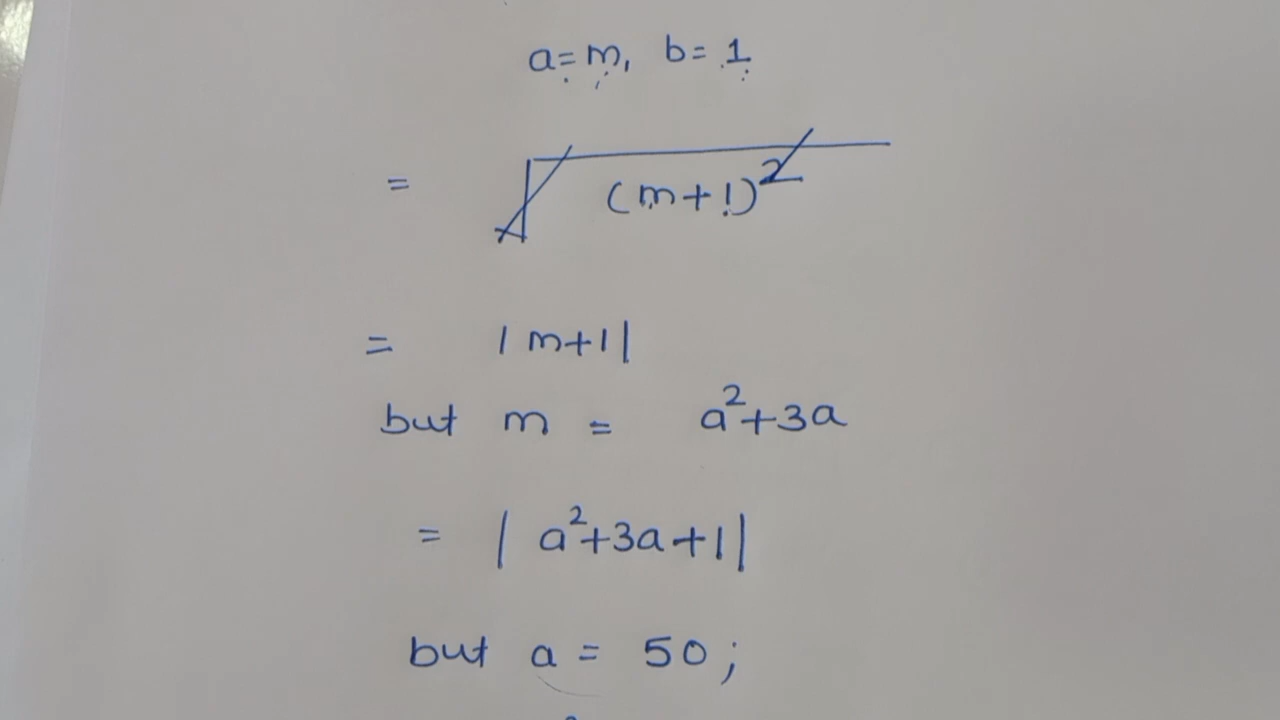 a = m, b = 1
= √(m+1)²
= |m+1|
but m = a²+3a
= |a²+3a+1|
but a = 50;